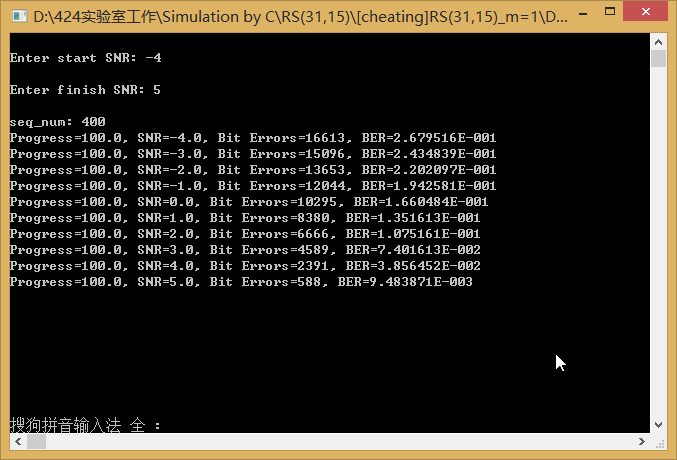 D:\424实验室工作\Simulation by C\RS(31,15)\[cheating]RS(31,15)_m=1\D...
Enter start SNR: -4
Enter finish SNR: 5
seq_num: 400
Progress=100.0, SNR=-4.0, Bit Errors=16613, BER=2.679516E-001
Progress=100.0, SNR=-3.0, Bit Errors=15096, BER=2.434839E-001
Progress=100.0, SNR=-2.0, Bit Errors=13653, BER=2.202097E-001
Progress=100.0, SNR=-1.0, Bit Errors=12044, BER=1.942581E-001
Progress=100.0, SNR=0.0, Bit Errors=10295, BER=1.660484E-001
Progress=100.0, SNR=1.0, Bit Errors=8380, BER=1.351613E-001
Progress=100.0, SNR=2.0, Bit Errors=6666, BER=1.075161E-001
Progress=100.0, SNR=3.0, Bit Errors=4589, BER=7.401613E-002
Progress=100.0, SNR=4.0, Bit Errors=2391, BER=3.856452E-002
Progress=100.0, SNR=5.0, Bit Errors=588, BER=9.483871E-003
搜狗拼音输入法 全 :